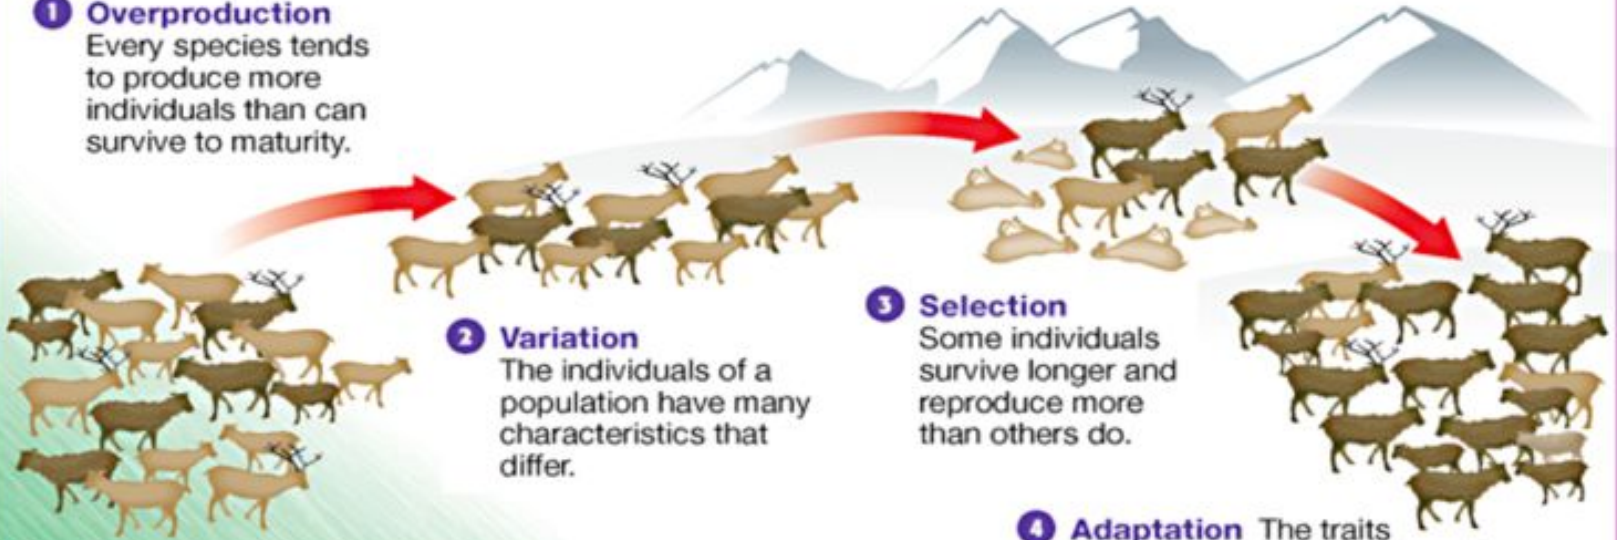 1 Overproduction
Every species tends
to produce more
individuals than can
survive to maturity.
2 Variation
The individuals of a
population have many
characteristics that
differ.
3 Selection
Some individuals
survive longer and
reproduce more
than others do.
4 Adaptation The traits